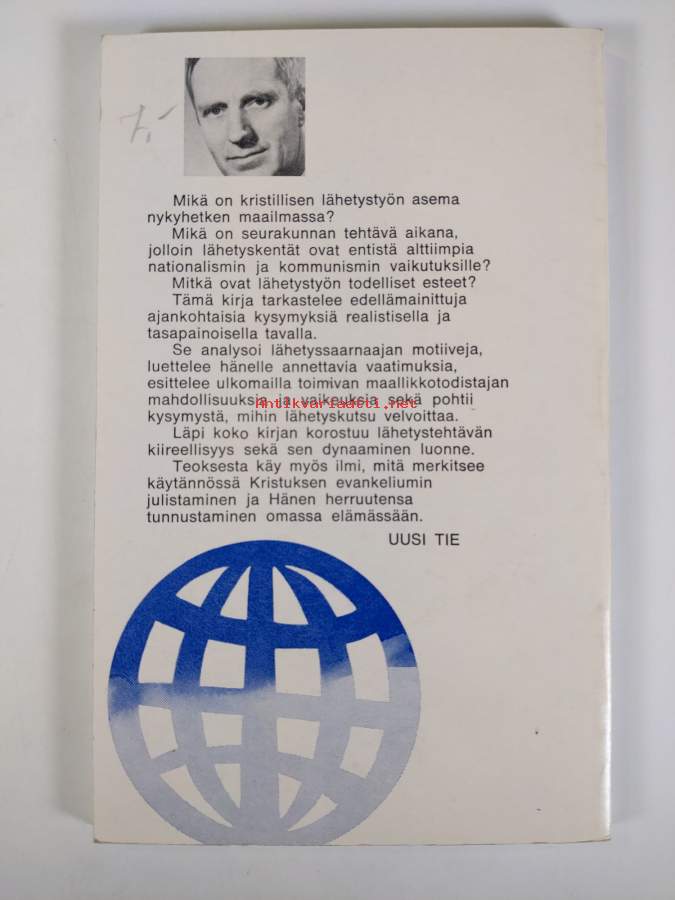 7,-
Mikä on kristillisen lähetystyön asema
nykyhetken maailmassa?
Mikä on seurakunnan tehtävä aikana,
jolloin lähetyskentät ovat entistä alttiimpia
nationalismin ja kommunismin vaikutuksille?
Mitkä ovat lähetystyön todelliset esteet?
Tämä kirja tarkastelee edellämainittuja
ajankohtaisia kysymyksiä realistisella ja
tasapainoisella tavalla.
Se analysoi lähetyssaarnaajan motiiveja,
luettelee hänelle annettavia vaatimuksia,
esittelee ulkomailla toimivan maallikkotodistajan
mahdollisuuksia ja vaikeuksia sekä pohtii
Antikvariaatti.net
kysymystä, mihin lähetyskutsu velvoittaa.
Läpi koko kirjan korostuu lähetystehtävän
kiireellisyys sekä sen dynaaminen luonne.
Teoksesta käy myös ilmi, mitä merkitsee
käytännössä Kristuksen evankeliumin
julistaminen ja Hänen herruutensa
tunnustaminen omassa elämässään.
UUSI TIE